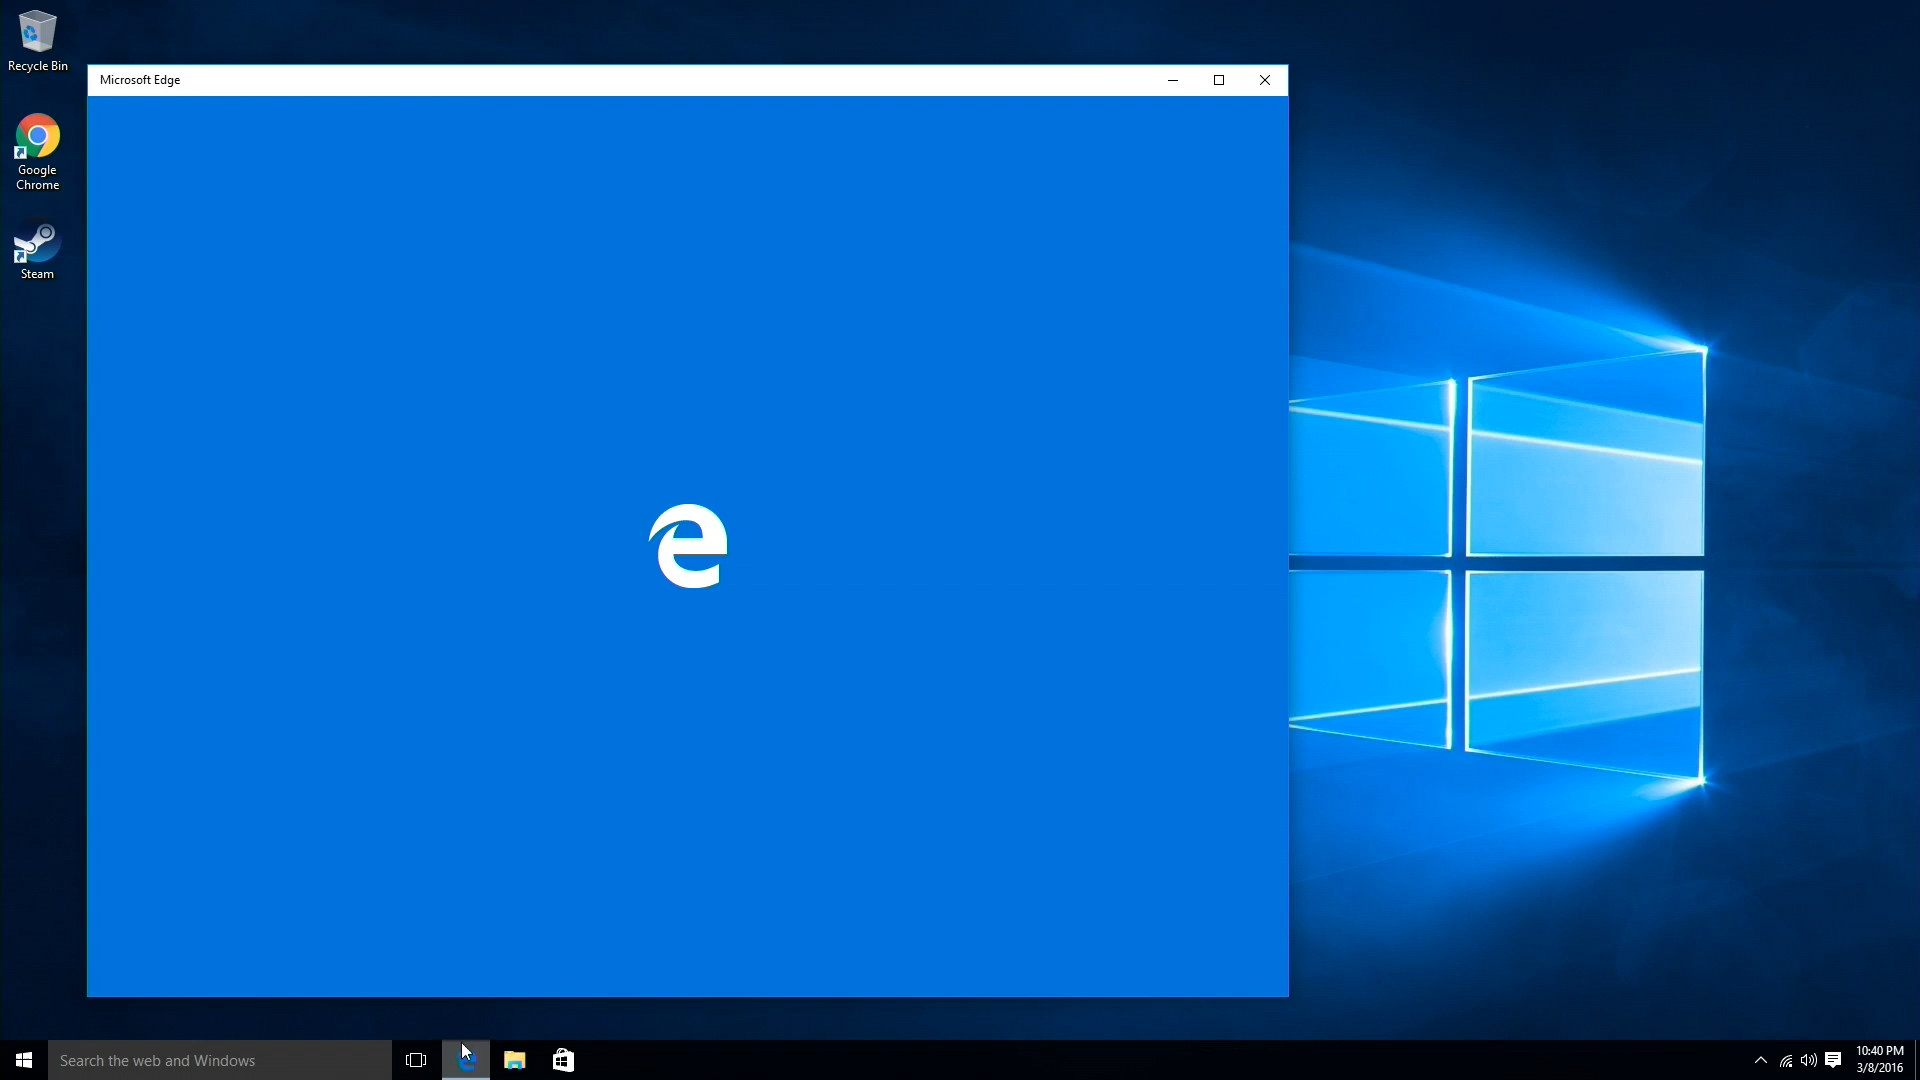 Recycle Bin
Microsoft Edge
Google
Chrome
Steam
Search the web and Windows
10:40 PM
3/8/2016